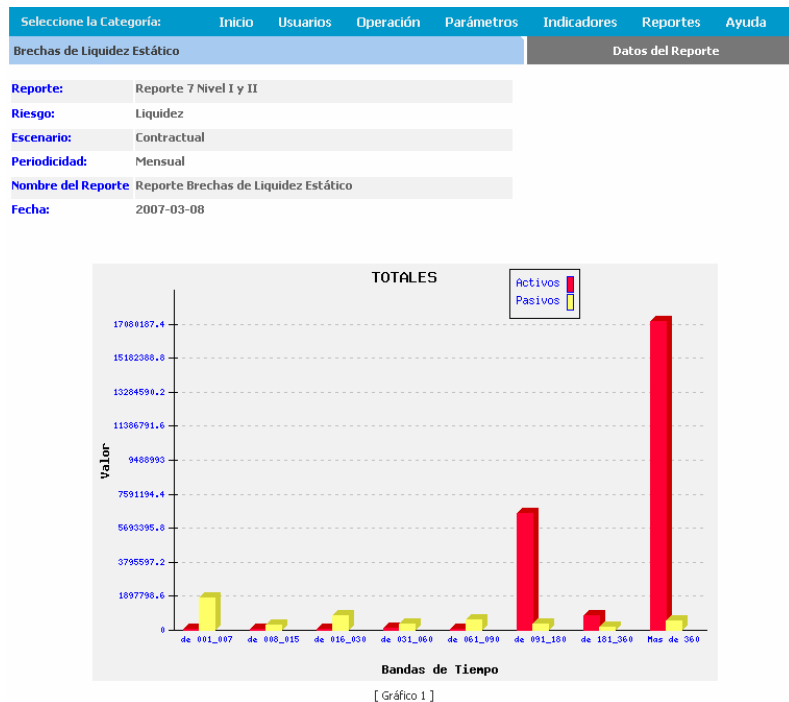 Seleccione la Categoría: Inicio Usuarios Operación Parámetros Indicadores Reportes Ayuda
Brechas de Liquidez Estático Datos del Reporte
Reporte: Reporte 7 Nivel I y II
Riesgo: Liquidez
Escenario: Contractual
Periodicidad: Mensual
Nombre del Reporte Reporte Brechas de Liquidez Estático
Fecha: 2007-03-08
TOTALES
Activos
Pasivos
17080187.4
15182388.8
13284590.2
11386791.6
9488993
7591194.4
5693395.8
3795597.2
1897798.6
0
Valor
de 001_007 de 008_015 de 016_030 de 031_060 de 061_090 de 091_180 de 181_360 Mas de 360
Bandas de Tiempo
[ Gráfico 1 ]